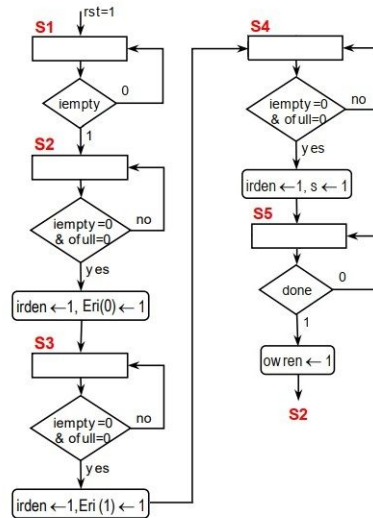 rst=1
S1
0
iempty
1
S2
iempty=0
& ofull=0
no
yes
irden ←1, Eri(0) ← 1
S3
iempty=0
& ofull=0
no
yes
irden ←1,Eri(1) ← 1
S4
iempty=0
& ofull=0
no
yes
irden ←1, s ← 1
S5
done
0
1
owren ← 1
S2